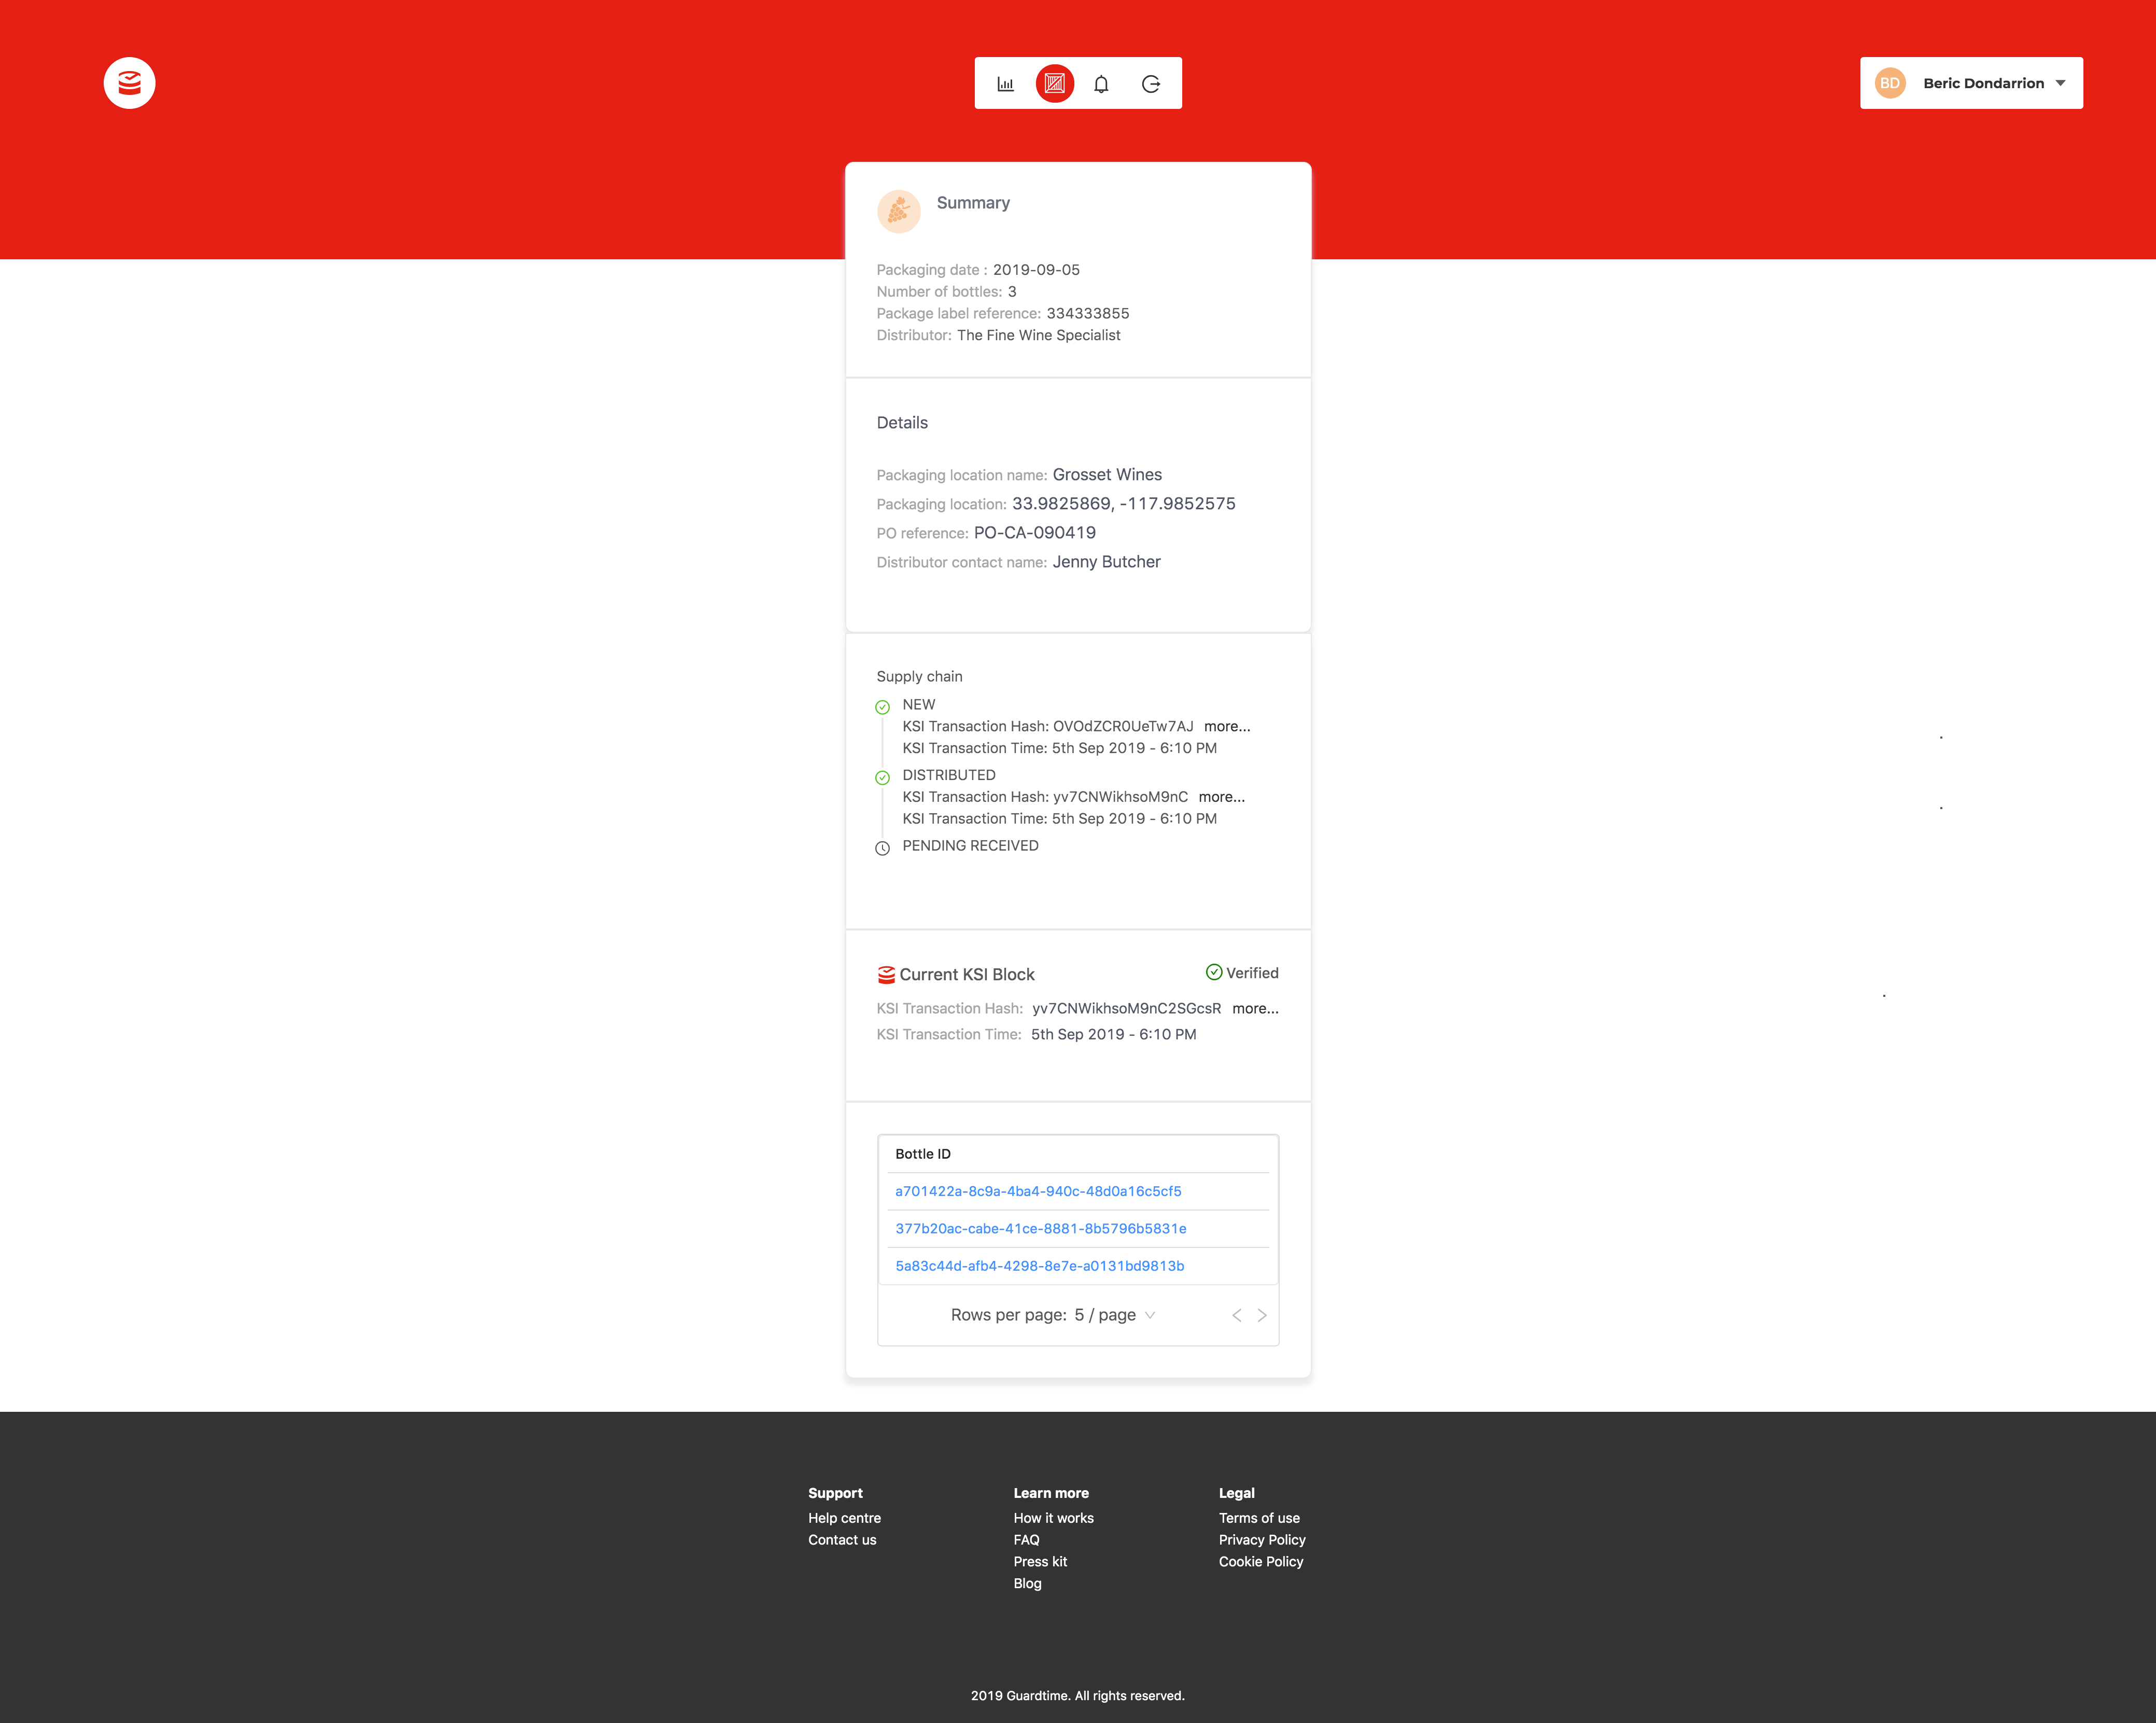 BD Beric Dondarrion
Summary
Packaging date : 2019-09-05
Number of bottles: 3
Package label reference: 334333855
Distributor: The Fine Wine Specialist
Details
Packaging location name: Grosset Wines
Packaging location: 33.9825869, -117.9852575
PO reference: PO-CA-090419
Distributor contact name: Jenny Butcher
Supply chain
NEW
KSI Transaction Hash: OVOdZCR0UeTw7AJ more...
KSI Transaction Time: 5th Sep 2019 - 6:10 PM
DISTRIBUTED
KSI Transaction Hash: yv7CNWikhsoM9nC more...
KSI Transaction Time: 5th Sep 2019 - 6:10 PM
PENDING RECEIVED
Current KSI Block Verified
KSI Transaction Hash: yv7CNWikhsoM9nC2SGcsR more...
KSI Transaction Time: 5th Sep 2019 - 6:10 PM
Bottle ID
a701422a-8c9a-4ba4-940c-48d0a16c5cf5
377b20ac-cabe-41ce-8881-8b5796b5831e
5a83c44d-afb4-4298-8e7e-a0131bd9813b
Rows per page: 5 / page
Support
Help centre
Contact us
Learn more
How it works
FAQ
Press kit
Blog
Legal
Terms of use
Privacy Policy
Cookie Policy
2019 Guardtime. All rights reserved.